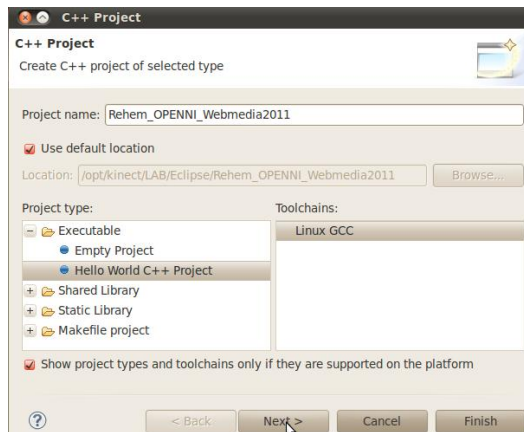 C++ Project
C++ Project
Create C++ project of selected type
Project name: Rehem_OPENNI_Webmedia2011
Use default location
Location: /opt/kinect/LAB/Eclipse/Rehem_OPENNI_Webmedia2011 Browse...
Project type:
Executable
Empty Project
Hello World C++ Project
Shared Library
Static Library
Makefile project
Toolchains:
Linux GCC
Show project types and toolchains only if they are supported on the platform
?
< Back Next > Cancel Finish